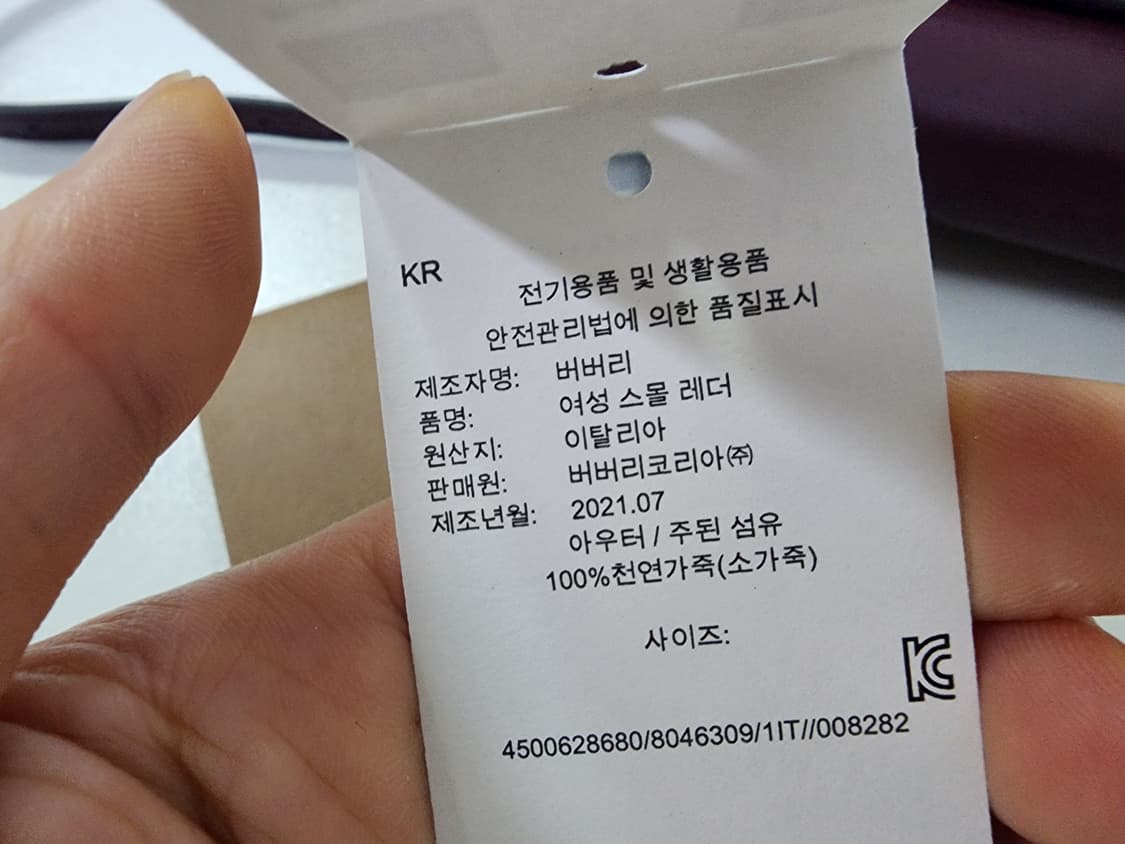 KR
전기용품 및 생활용품
안전관리법에 의한 품질표시
제조자명: 버버리
품명: 여성 스몰 레더
원산지: 이탈리아
판매원: 버버리코리아㈜
제조년월: 2021.07
아우터 / 주된 섬유
100%천연가죽(소가죽)
사이즈:
KC
4500628680/8046309/1IT//008282